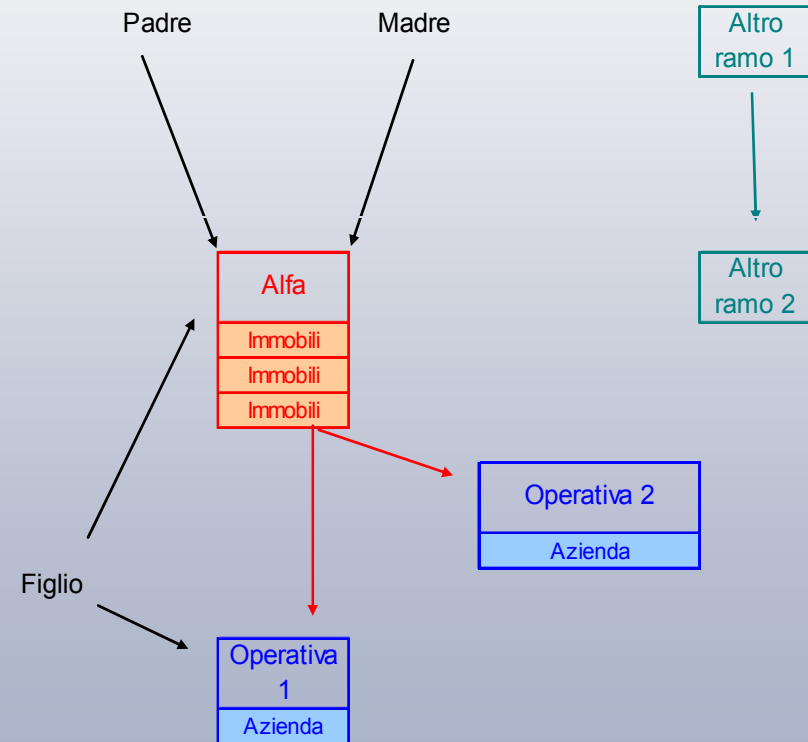 Padre
Madre
Altro
ramo 1
Alfa
Immobili
Immobili
Immobili
Altro
ramo 2
Operativa 2
Azienda
Figlio
Operativa
1
Azienda